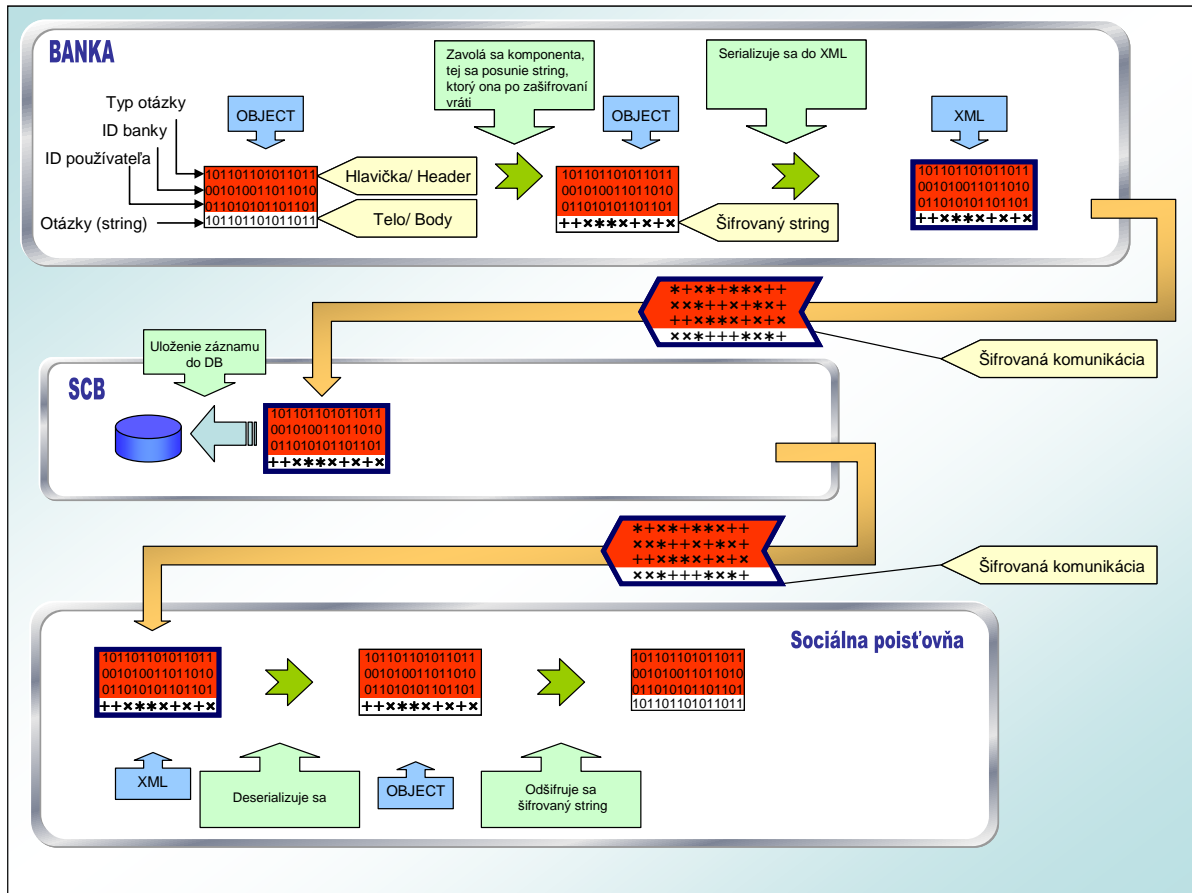 BANKA
Zavolá sa komponenta,
tej sa posunie string,
ktorý ona po zašifrovaní
vráti
Serializuje sa do XML
Typ otázky
ID banky
ID používateľa
Otázky (string)
OBJECT
OBJECT
XML
101101101011011
001010011011010
011010101101101
101101101011011
Hlavička/ Header
Telo/ Body
101101101011011
001010011011010
011010101101101
++×**×+×+×
Šifrovaný string
101101101011011
001010011011010
011010101101101
++×**×+×+×
*+×*+**×++
××*++×+*×+
++×**×+×+×
××*+++*×*+
Šifrovaná komunikácia
Uloženie záznamu
do DB
SCB
101101101011011
001010011011010
011010101101101
++×**×+×+×
*+×*+**×++
××*++×+*×+
++×**×+×+×
××*+++*×*+
Šifrovaná komunikácia
Sociálna poisťovňa
101101101011011
001010011011010
011010101101101
++×**×+×+×
101101101011011
001010011011010
011010101101101
++×**×+×+×
101101101011011
001010011011010
011010101101101
101101101011011
XML
Deserializuje sa
OBJECT
Odšifruje sa
šifrovaný string